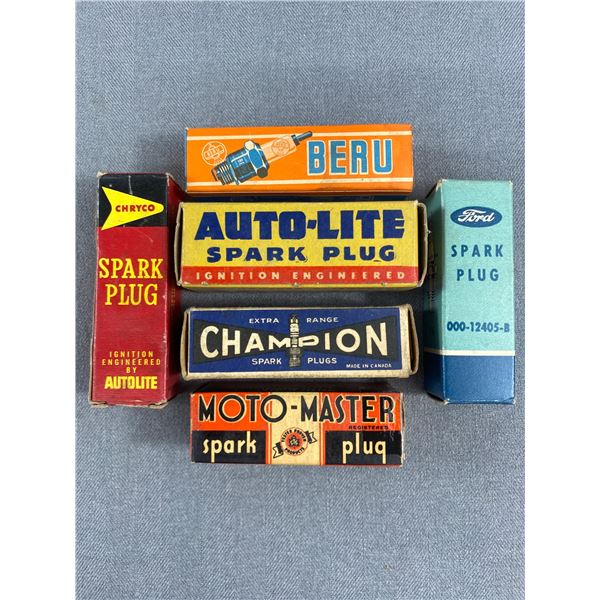 BERU
CHRYCO
SPARK
PLUG
IGNITION
ENGINEERED
BY
AUTOLITE
AUTO-LITE
SPARK PLUG
IGNITION ENGINEERED
EXTRA RANGE
CHAMPION
SPARK PLUGS
MADE IN CANADA
MOTO-MASTER
REGISTERED
spark plug
Ford
SPARK
PLUG
000-12405-B